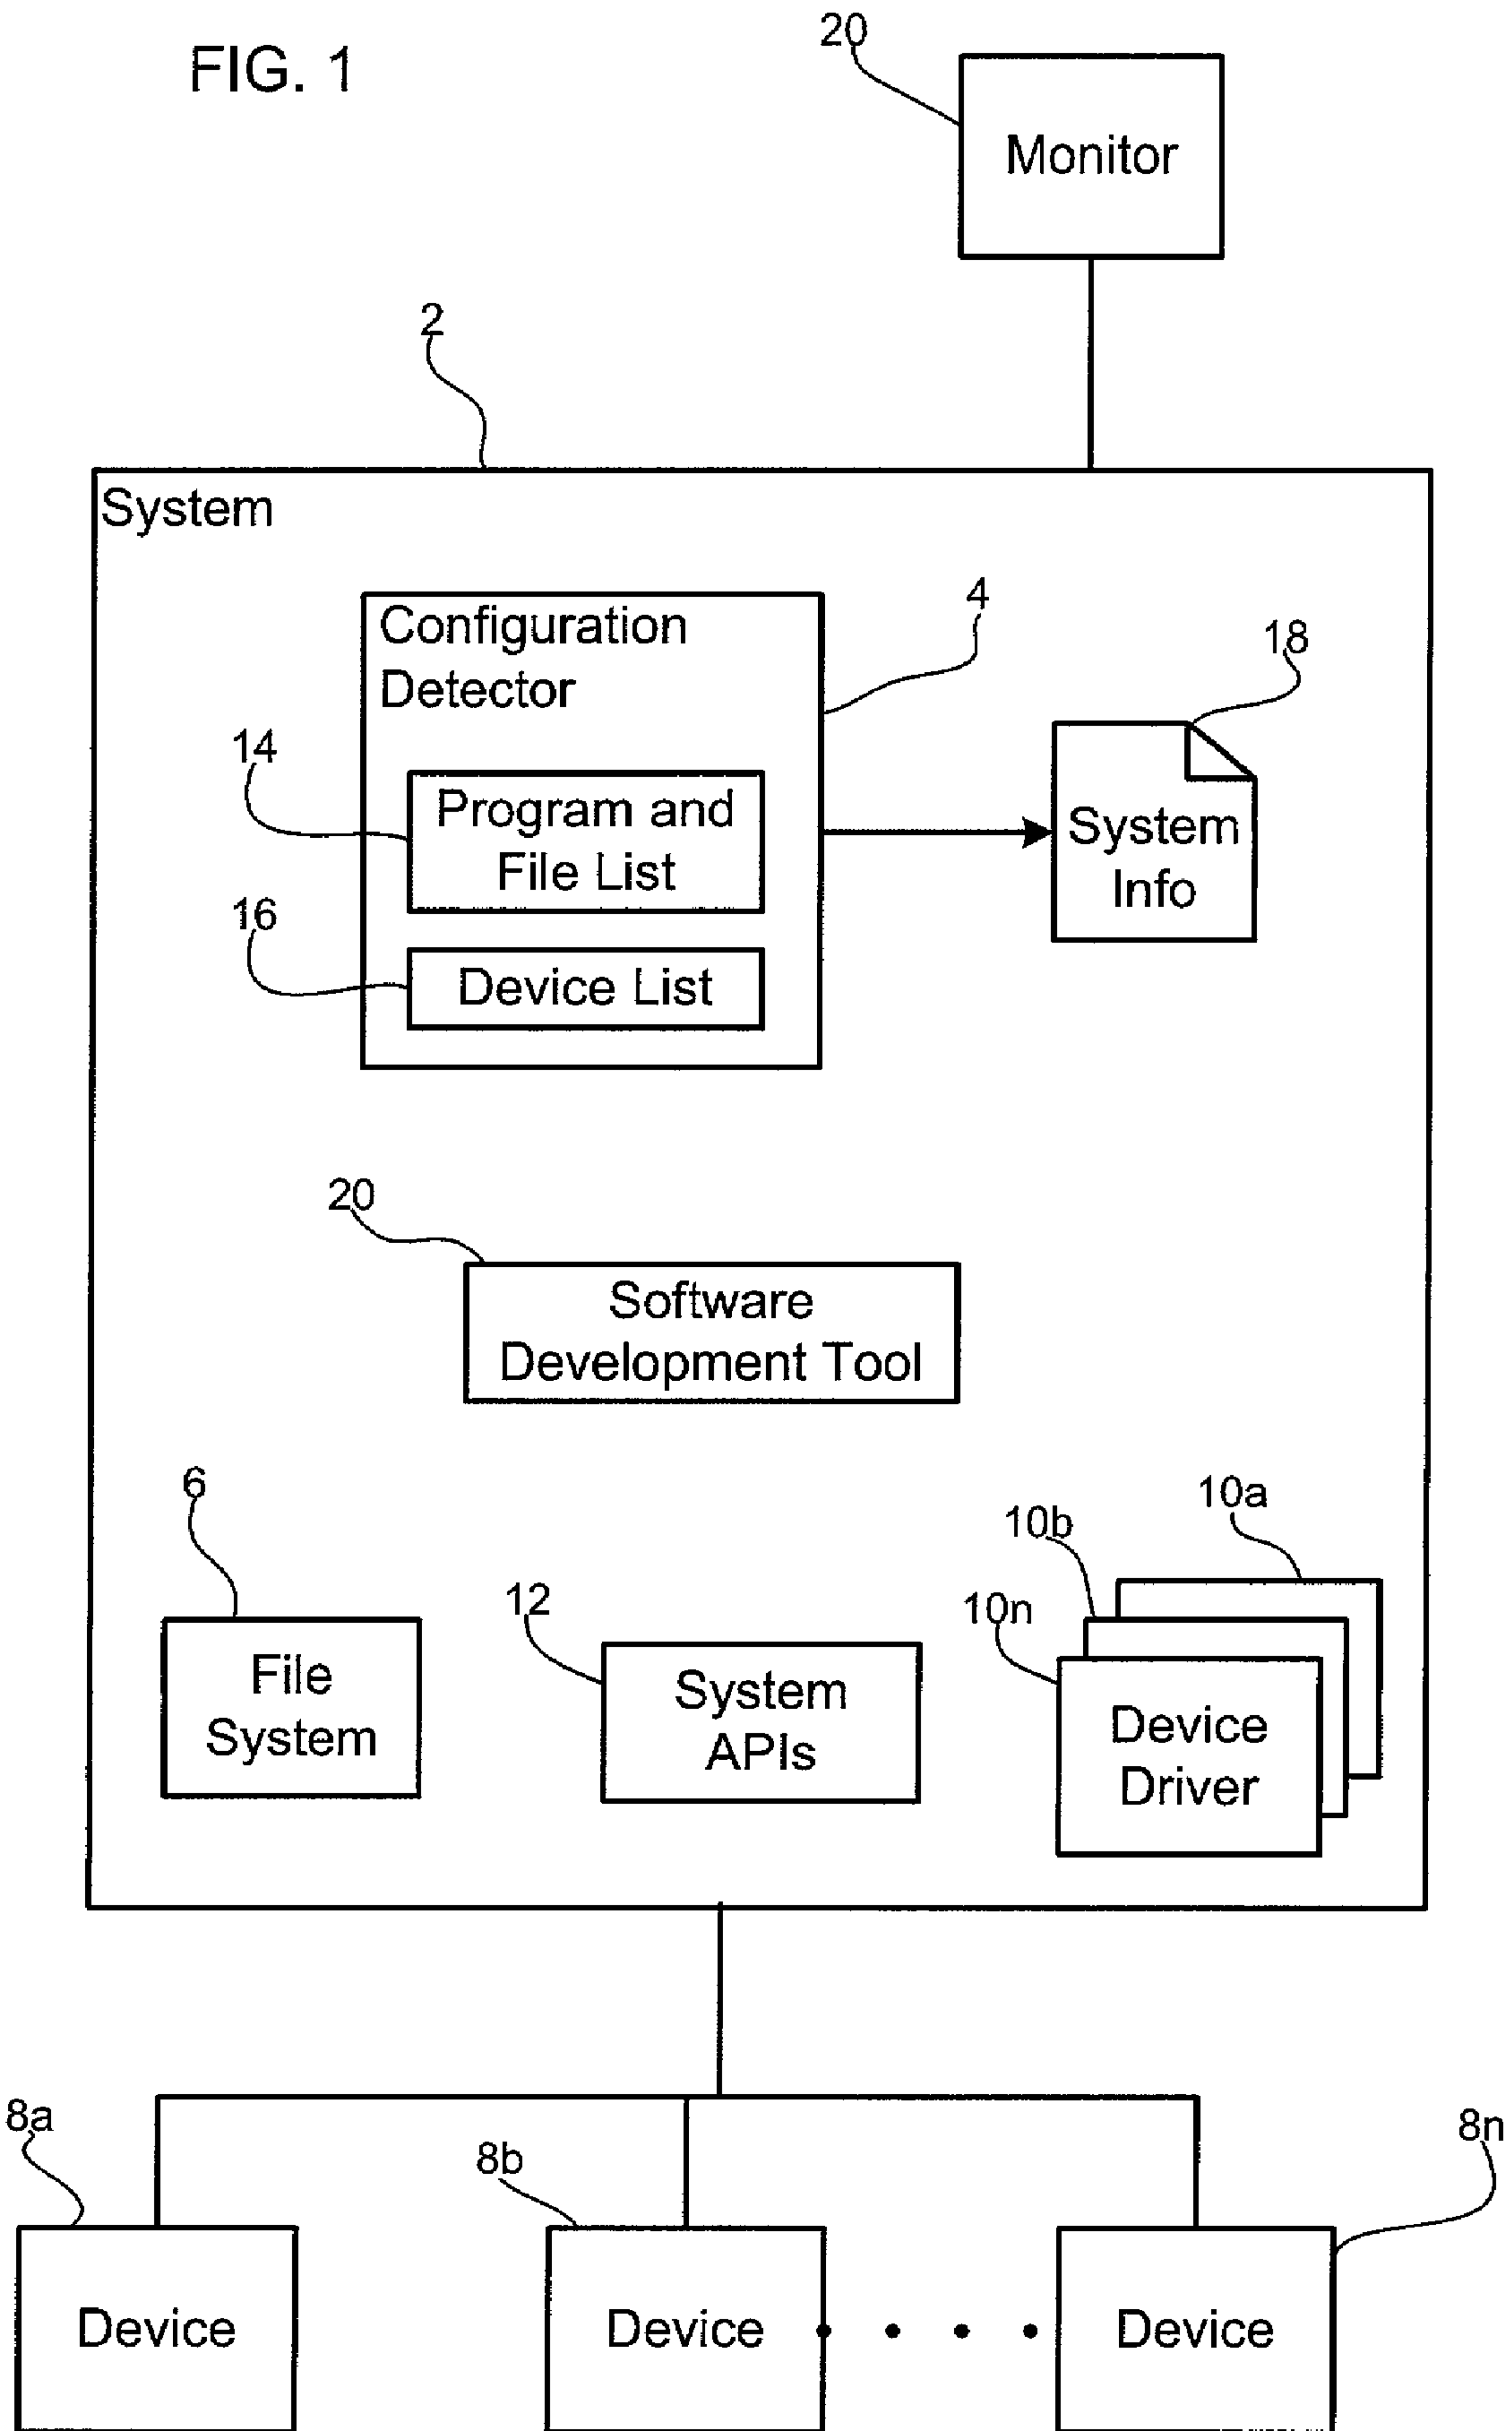 FIG. 1
20
Monitor
2
System
Configuration
Detector
4
18
14
Program and
File List
System
Info
16
Device List
20
Software
Development Tool
6
10a
10b
12
10n
File
System
System
APIs
Device
Driver
8a
8b
8n
Device
Device
Device